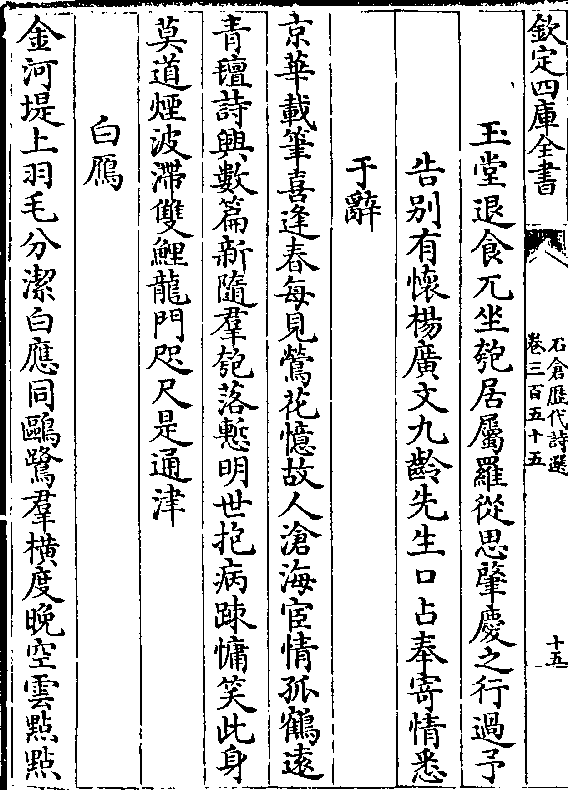 欽定四庫全書
石倉歷代詩選
卷三百五十五
十五
玉堂退食兀坐匏居屬羅從思肇慶之行過予
告别有懷楊廣文九齡先生口占奉寄情悉
于辭
京華載筆喜逢春每見鶯花憶故人滄海宦情孤鶴逺
青氊詩興數篇新隨羣匏落慙明世抱病踈慵笑此身
莫道煙波滯雙鯉龍門咫尺是通津
白鴈
金河堤上羽毛分潔白應同鷗鷺羣橫度晚空雲點點